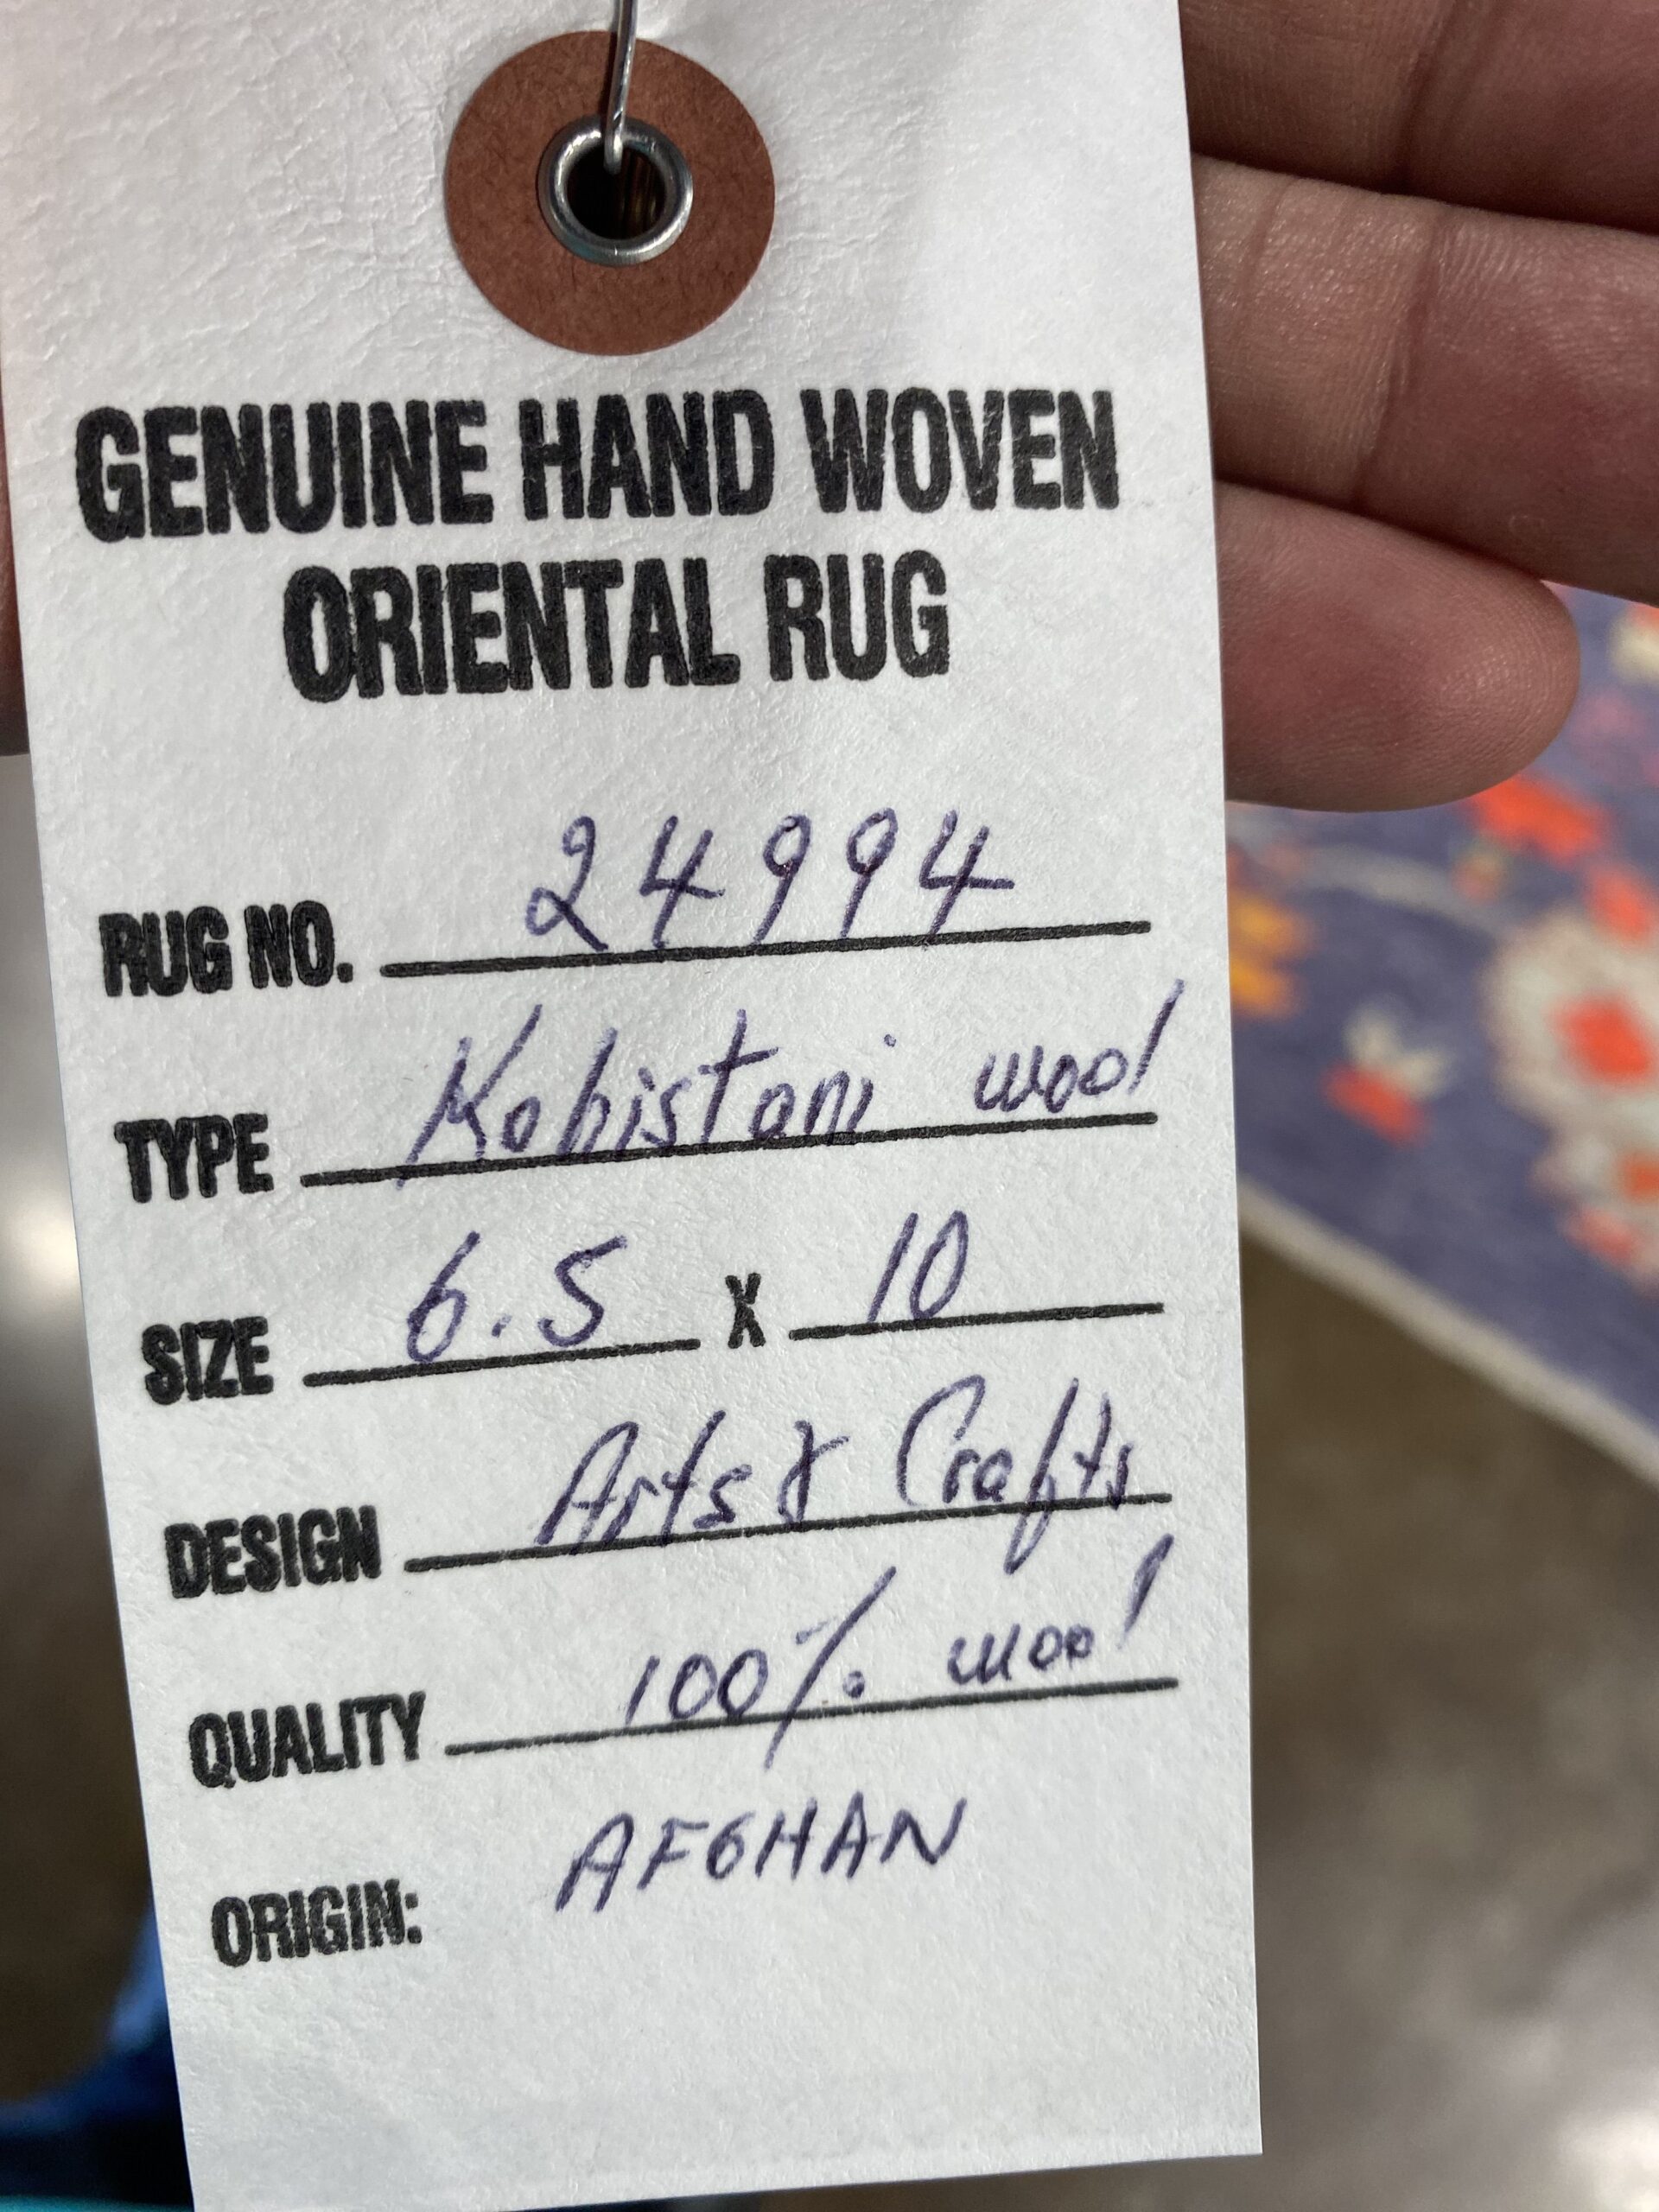 GENUINE HAND WOVEN
ORIENTAL RUG
RUG NO. 24994
TYPE Kohistani wool
SIZE 6.5 X 10
DESIGN Arts & Crafts
QUALITY 100% wool
ORIGIN: AFGHAN